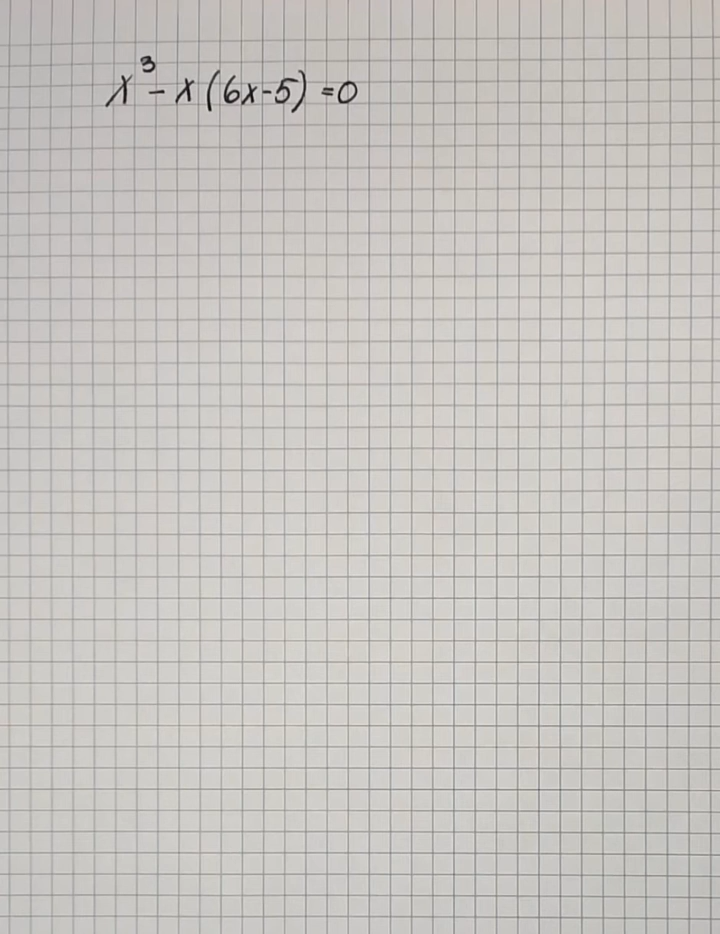 x³ - x(6x-5) = 0